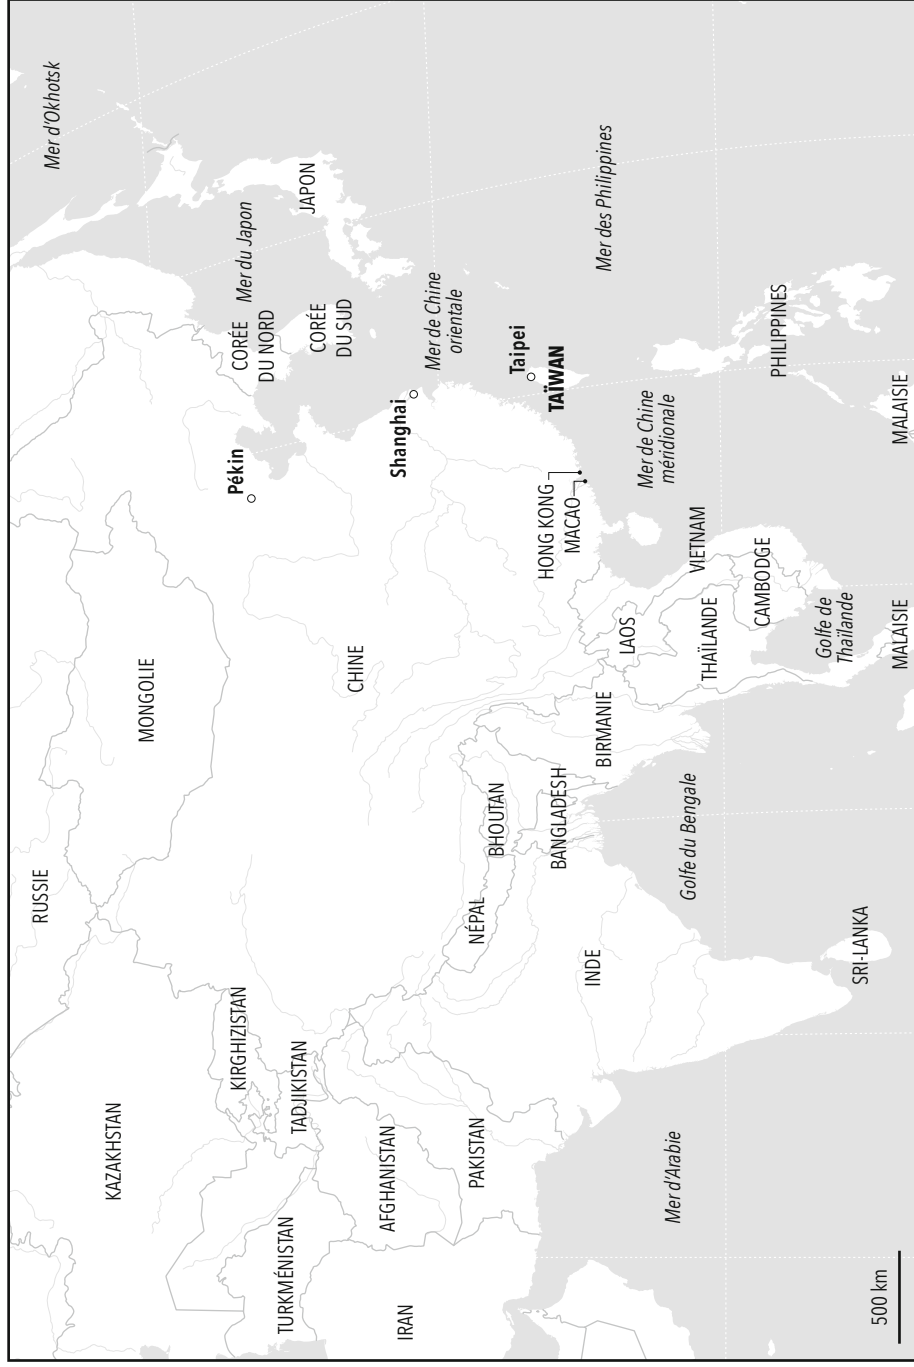 Mer d'Okhotsk
RUSSIE
KAZAKHSTAN
MONGOLIE
Mer du Japon
JAPON
CORÉE
DU NORD
CORÉE
DU SUD
Pékin
KIRGHIZISTAN
TADJIKISTAN
TURKMÉNISTAN
CHINE
Shanghai
Mer de Chine
orientale
AFGHANISTAN
IRAN
PAKISTAN
NÉPAL
BHOUTAN
BANGLADESH
INDE
BIRMANIE
HONG KONG
MACAO
Taipei
TAÏWAN
Mer des Philippines
Mer de Chine
méridionale
LAOS
VIETNAM
THAÏLANDE
CAMBODGE
PHILIPPINES
Mer d'Arabie
Golfe du Bengale
Golfe de
Thaïlande
SRI-LANKA
MALAISIE
MALAISIE
500 km